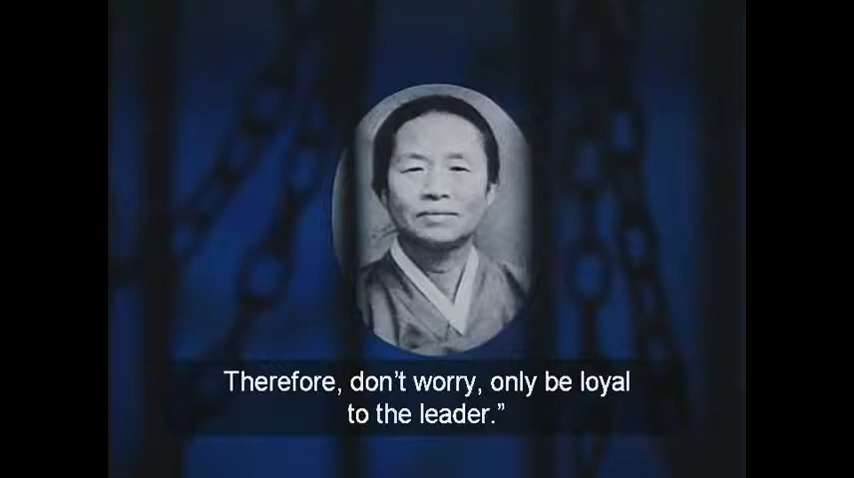 Therefore, don't worry, only be loyal
to the leader.”